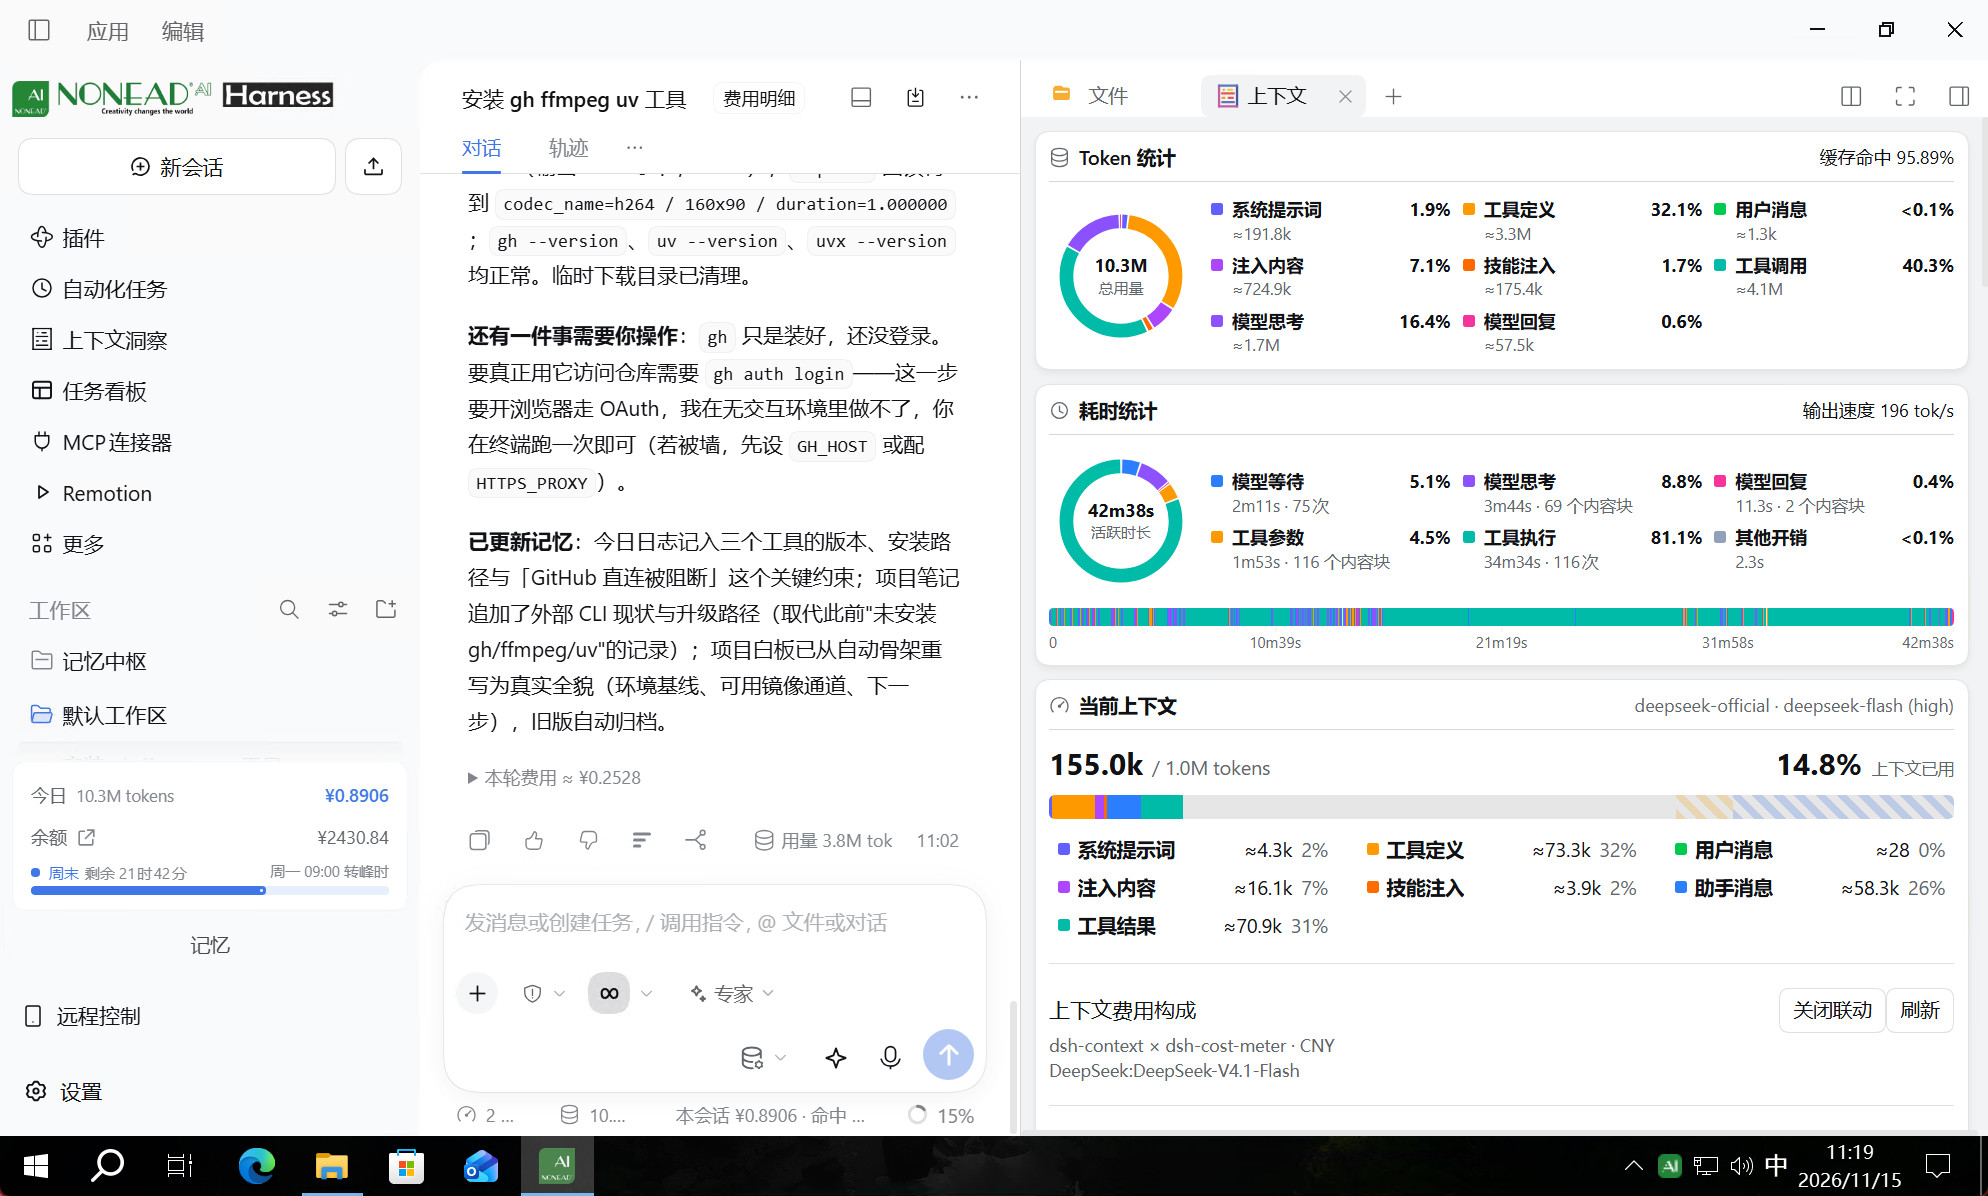 应用 编辑
AI NONEAD NONEAD®AI Creativity changes the world Harness
新会话
插件
自动化任务
上下文洞察
任务看板
MCP连接器
Remotion
更多
工作区
记忆中枢
默认工作区
今日 10.3M tokens ¥0.8906
余额 ¥2430.84
周末 剩余 21时42分 周一 09:00 转峰时
记忆
远程控制
设置
安装 gh ffmpeg uv 工具 费用明细
对话 轨迹 ...
到 codec_name=h264 / 160x90 / duration=1.000000
; gh --version 、 uv --version 、 uvx --version
均正常。临时下载目录已清理。
还有一件事需要你操作： gh 只是装好，还没登录。
要真正用它访问仓库需要 gh auth login ——这一步
要开浏览器走 OAuth，我在无交互环境里做不了，你
在终端跑一次即可（若被墙，先设 GH_HOST 或配
HTTPS_PROXY ）。
已更新记忆：今日日志记入三个工具的版本、安装路
径与「GitHub 直连被阻断」这个关键约束；项目笔记
追加了外部 CLI 现状与升级路径（取代此前"未安装
gh/ffmpeg/uv"的记录）；项目白板已从自动骨架重
写为真实全貌（环境基线、可用镜像通道、下一
步），旧版自动归档。
本轮费用 ≈ ¥0.2528
用量 3.8M tok 11:02
发消息或创建任务, / 调用指令, @ 文件或对话
专家
2 ... 10.... 本会话 ¥0.8906 · 命中 ... 15%
文件 上下文
Token 统计 缓存命中 95.89%
10.3M
总用量
系统提示词 1.9% 工具定义 32.1% 用户消息 <0.1%
≈191.8k ≈3.3M ≈1.3k
注入内容 7.1% 技能注入 1.7% 工具调用 40.3%
≈724.9k ≈175.4k ≈4.1M
模型思考 16.4% 模型回复 0.6%
≈1.7M ≈57.5k
耗时统计 输出速度 196 tok/s
42m38s
活跃时长
模型等待 5.1% 模型思考 8.8% 模型回复 0.4%
2m11s · 75次 3m44s · 69 个内容块 11.3s · 2 个内容块
工具参数 4.5% 工具执行 81.1% 其他开销 <0.1%
1m53s · 116 个内容块 34m34s · 116次 2.3s
0 10m39s 21m19s 31m58s 42m38s
当前上下文 deepseek-official · deepseek-flash (high)
155.0k / 1.0M tokens 14.8% 上下文已用
系统提示词 ≈4.3k 2% 工具定义 ≈73.3k 32% 用户消息 ≈28 0%
注入内容 ≈16.1k 7% 技能注入 ≈3.9k 2% 助手消息 ≈58.3k 26%
工具结果 ≈70.9k 31%
上下文费用构成 关闭联动 刷新
dsh-context × dsh-cost-meter · CNY
DeepSeek:DeepSeek-V4.1-Flash
AI NONEAD AI 中 11:19
2026/11/15